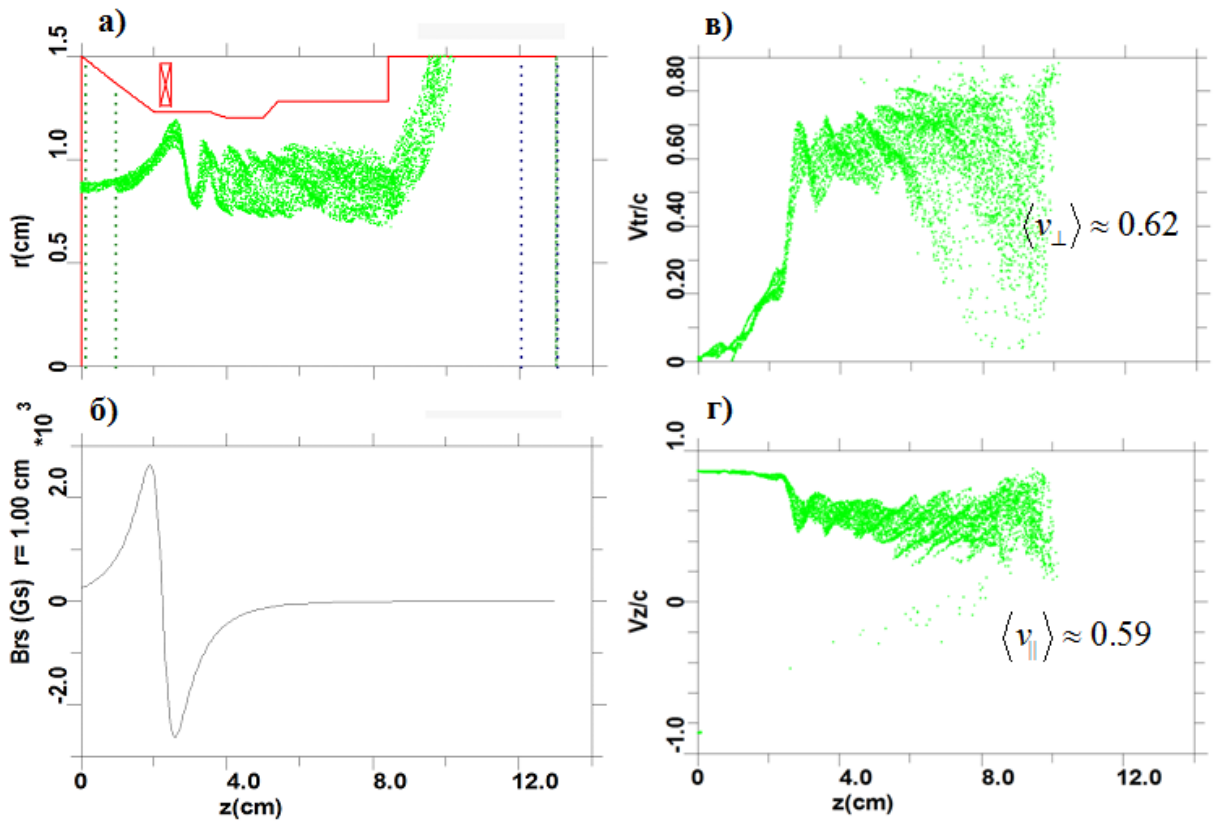 а)
1.5
1.0
0.5
0
r(cm)
0
4.0
8.0
12.0
z(cm)
б)
*10 3
2.0
0
-2.0
Brs (Gs) r= 1.00 cm
в)
0.80
0.60
0.40
0.20
0
Vtr/c
⟨v⊥⟩ ≈ 0.62
г)
1.0
0
-1.0
Vz/c
⟨v||⟩ ≈ 0.59
0
4.0
8.0
12.0
z(cm)